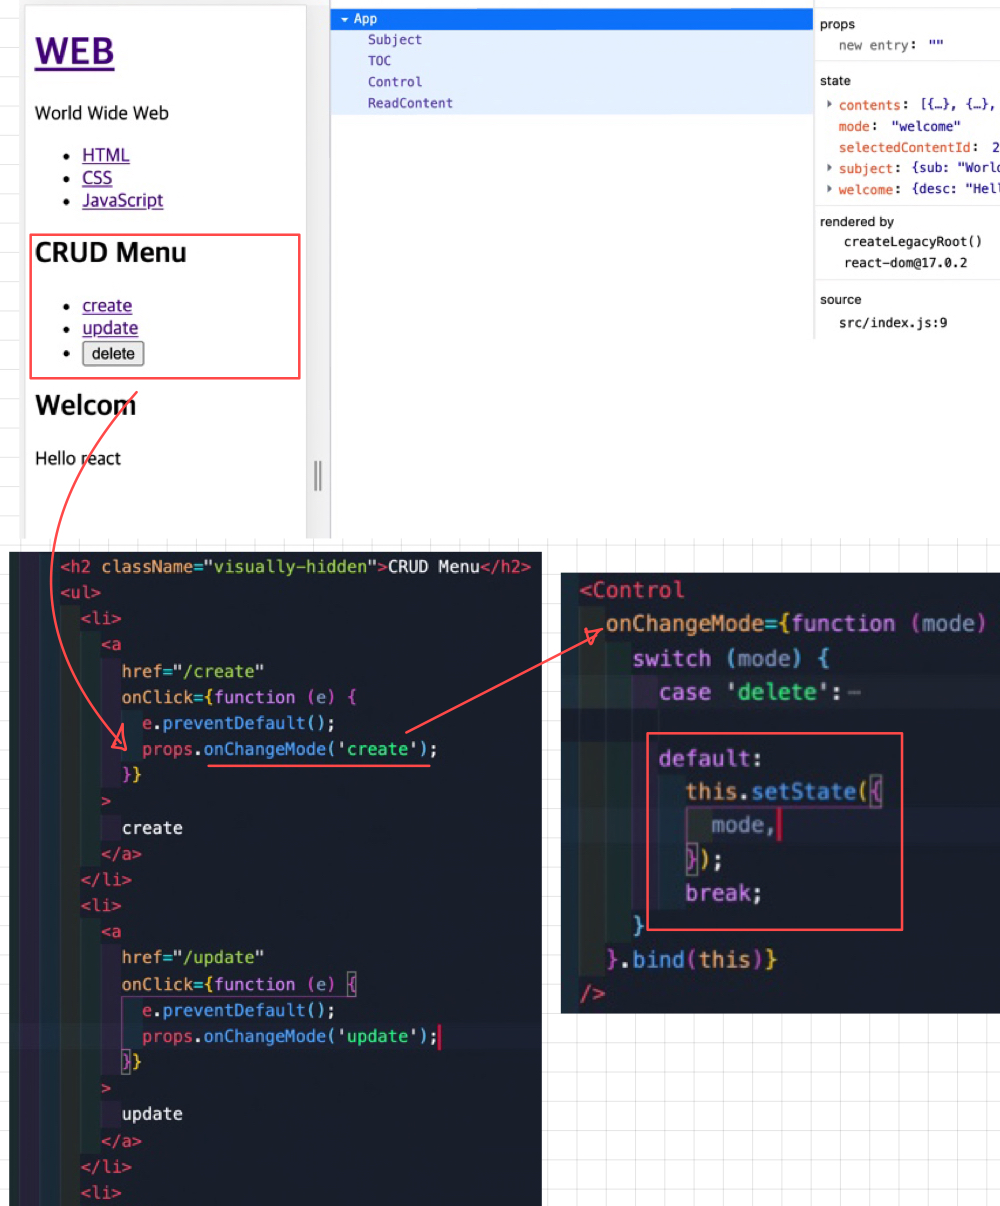 WEB
World Wide Web
HTML
CSS
JavaScript
CRUD Menu
create
update
delete
Welcom
Hello react
App
Subject
TOC
Control
ReadContent
props
new entry: ""
state
contents: [{…}, {…},
mode: "welcome"
selectedContentId: 2
subject: {sub: "World
welcome: {desc: "Hell
rendered by
createLegacyRoot()
react-dom@17.0.2
source
src/index.js:9
<h2 className="visually-hidden">CRUD Menu</h2>
<ul>
<li>
<a
href="/create"
onClick={function (e) {
e.preventDefault();
props.onChangeMode('create');
}}
>
create
</a>
</li>
<li>
<a
href="/update"
onClick={function (e) {
e.preventDefault();
props.onChangeMode('update');
}}
>
update
</a>
</li>
<li>
<Control
onChangeMode={function (mode)
switch (mode) {
case 'delete':
default:
this.setState({
mode,
});
break;
}
}.bind(this)}
/>